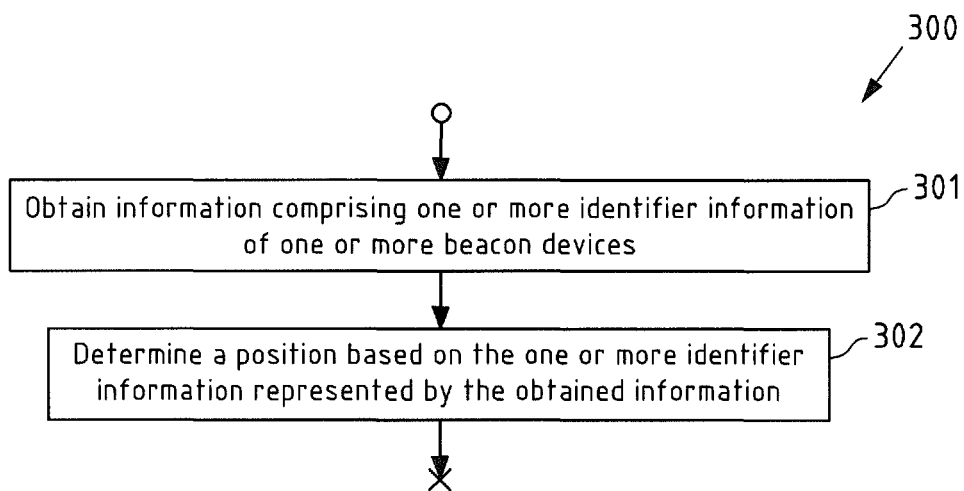 300
Obtain information comprising one or more identifier information
of one or more beacon devices
301
Determine a position based on the one or more identifier
information represented by the obtained information
302